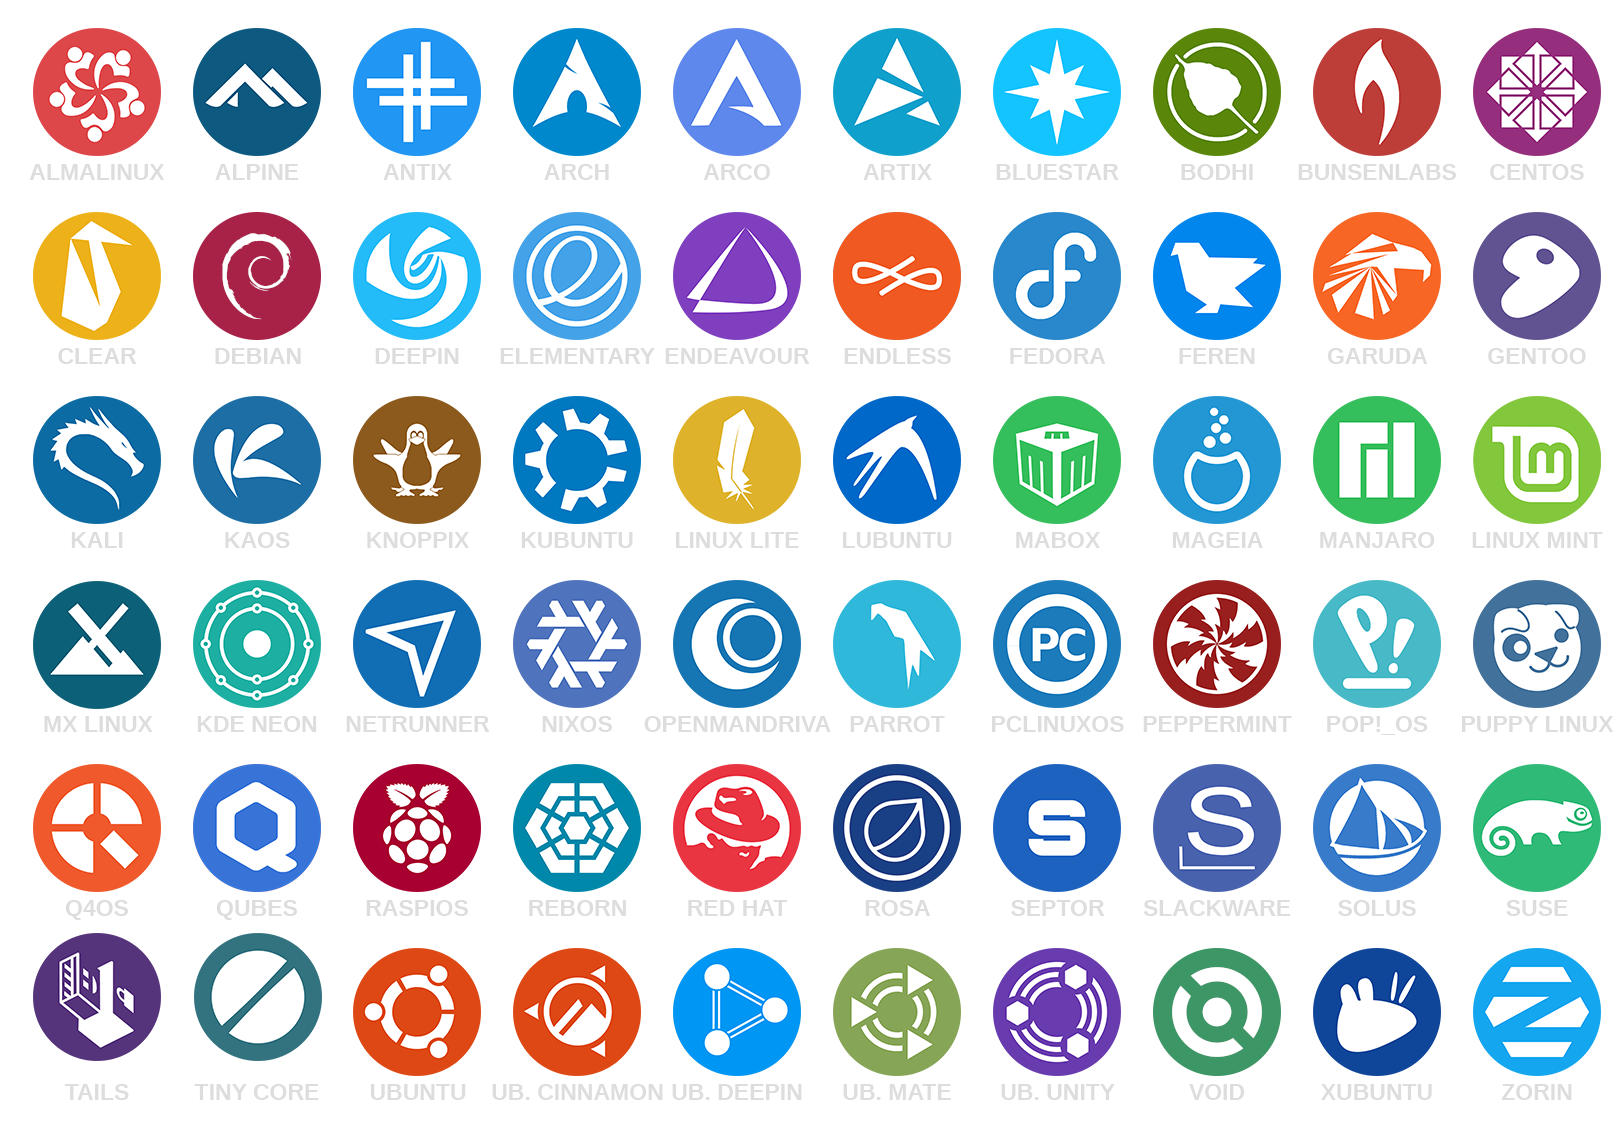 ALMALINUX ALPINE ANTIX ARCH ARCO ARTIX BLUESTAR BODHI BUNSENLABS CENTOS
CLEAR DEBIAN DEEPIN ELEMENTARY ENDEAVOUR ENDLESS FEDORA FEREN GARUDA GENTOO
KALI KAOS KNOPPIX KUBUNTU LINUX LITE LUBUNTU MABOX MAGEIA MANJARO LINUX MINT
PC
P!
MX LINUX KDE NEON NETRUNNER NIXOS OPENMANDRIVA PARROT PCLINUXOS PEPPERMINT POP!_OS PUPPY LINUX
S S
Q4OS QUBES RASPIOS REBORN RED HAT ROSA SEPTOR SLACKWARE SOLUS SUSE
Z
TAILS TINY CORE UBUNTU UB. CINNAMON UB. DEEPIN UB. MATE UB. UNITY VOID XUBUNTU ZORIN